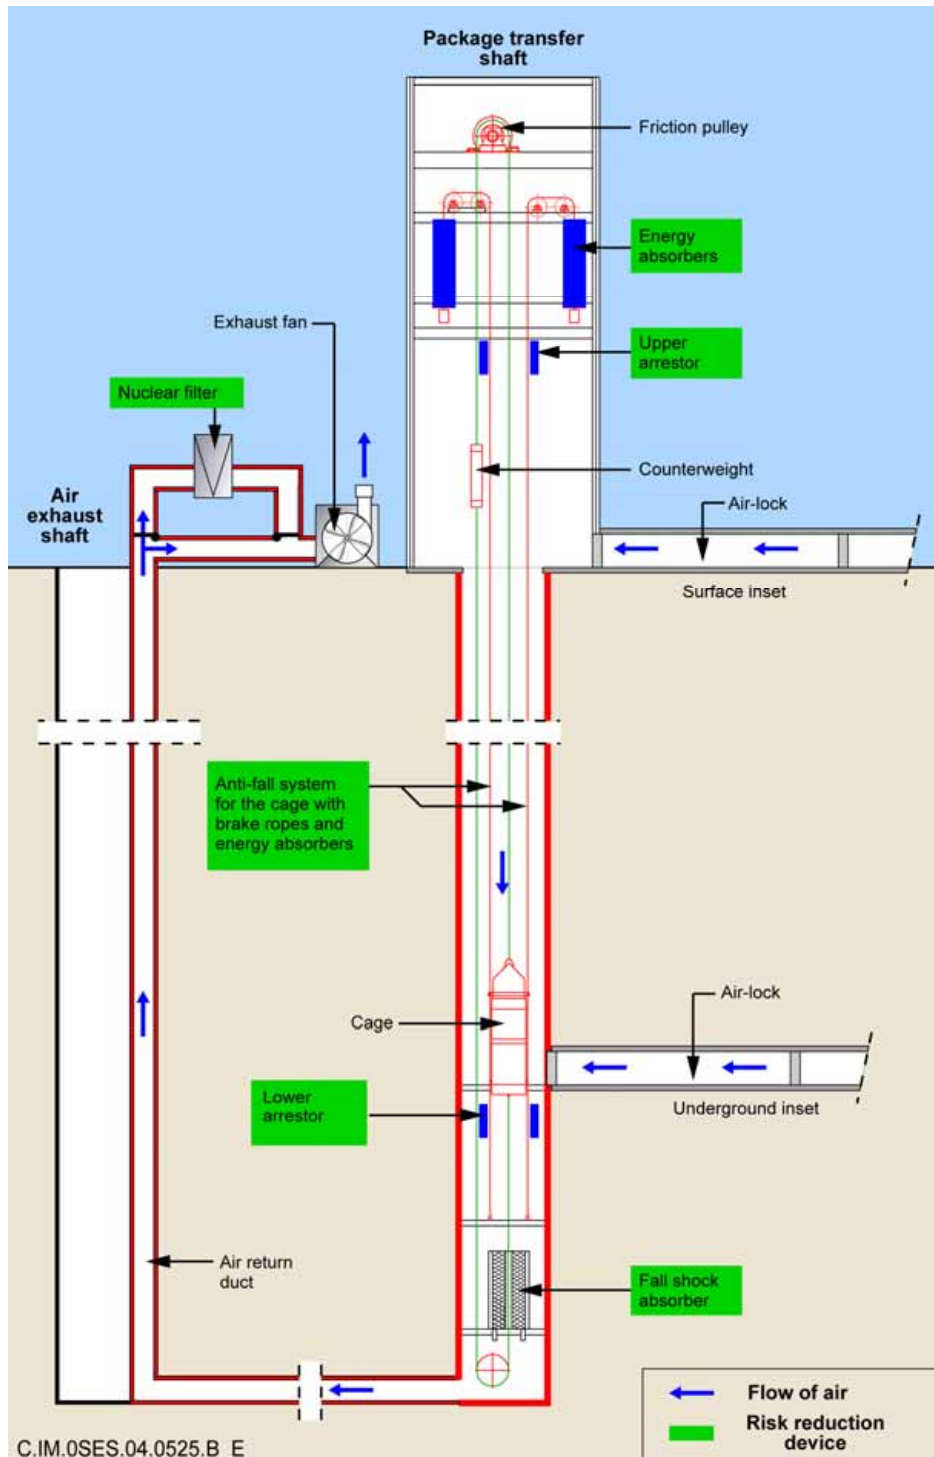 Package transfer
shaft
Friction pulley
Energy
absorbers
Exhaust fan
Upper
arrestor
Nuclear filter
Counterweight
Air
exhaust
shaft
Air-lock
Surface inset
Anti-fall system
for the cage with
brake ropes and
energy absorbers
Air-lock
Cage
Lower
arrestor
Underground inset
Air return
duct
Fall shock
absorber
Flow of air
Risk reduction
device
C.IM.0SES.04.0525.B E